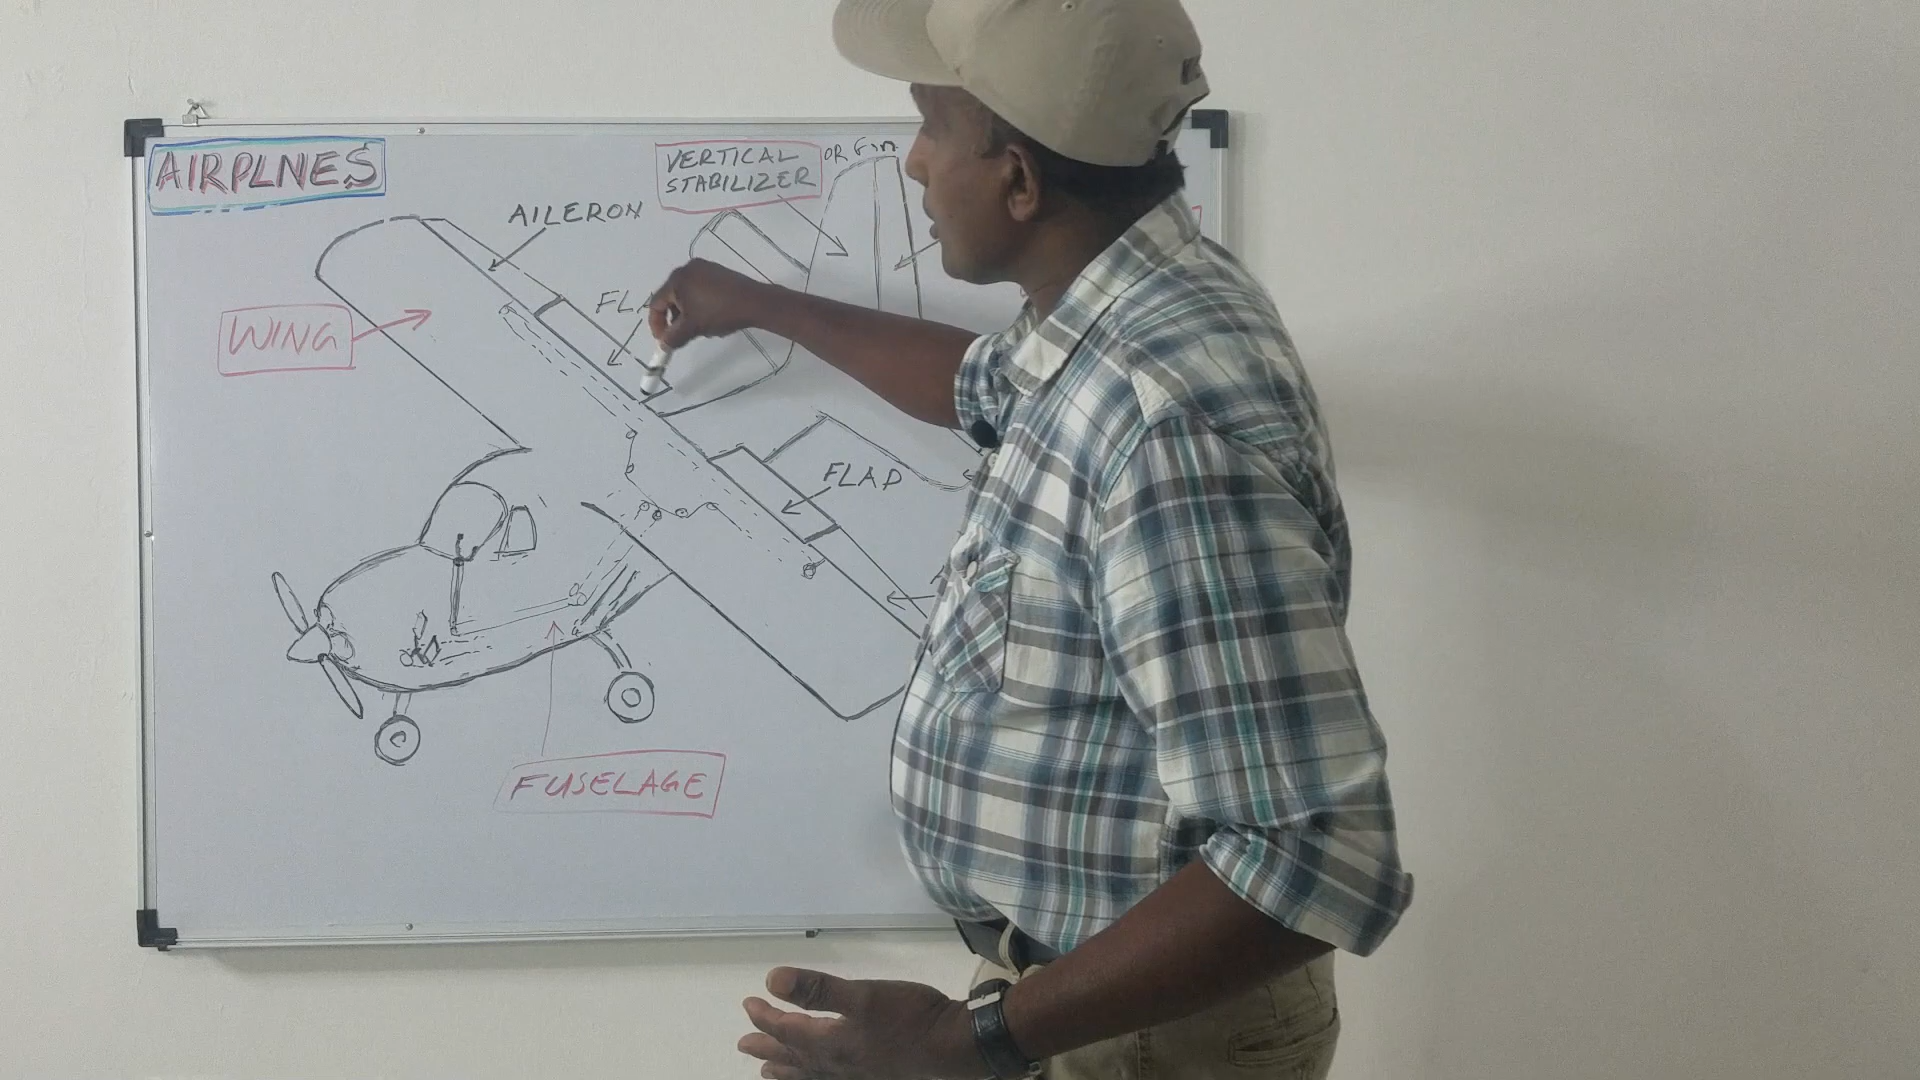 AIRPLNES
VERTICAL OR Fin
STABILIZER
AILERON
WING
FLAP
FUSELAGE